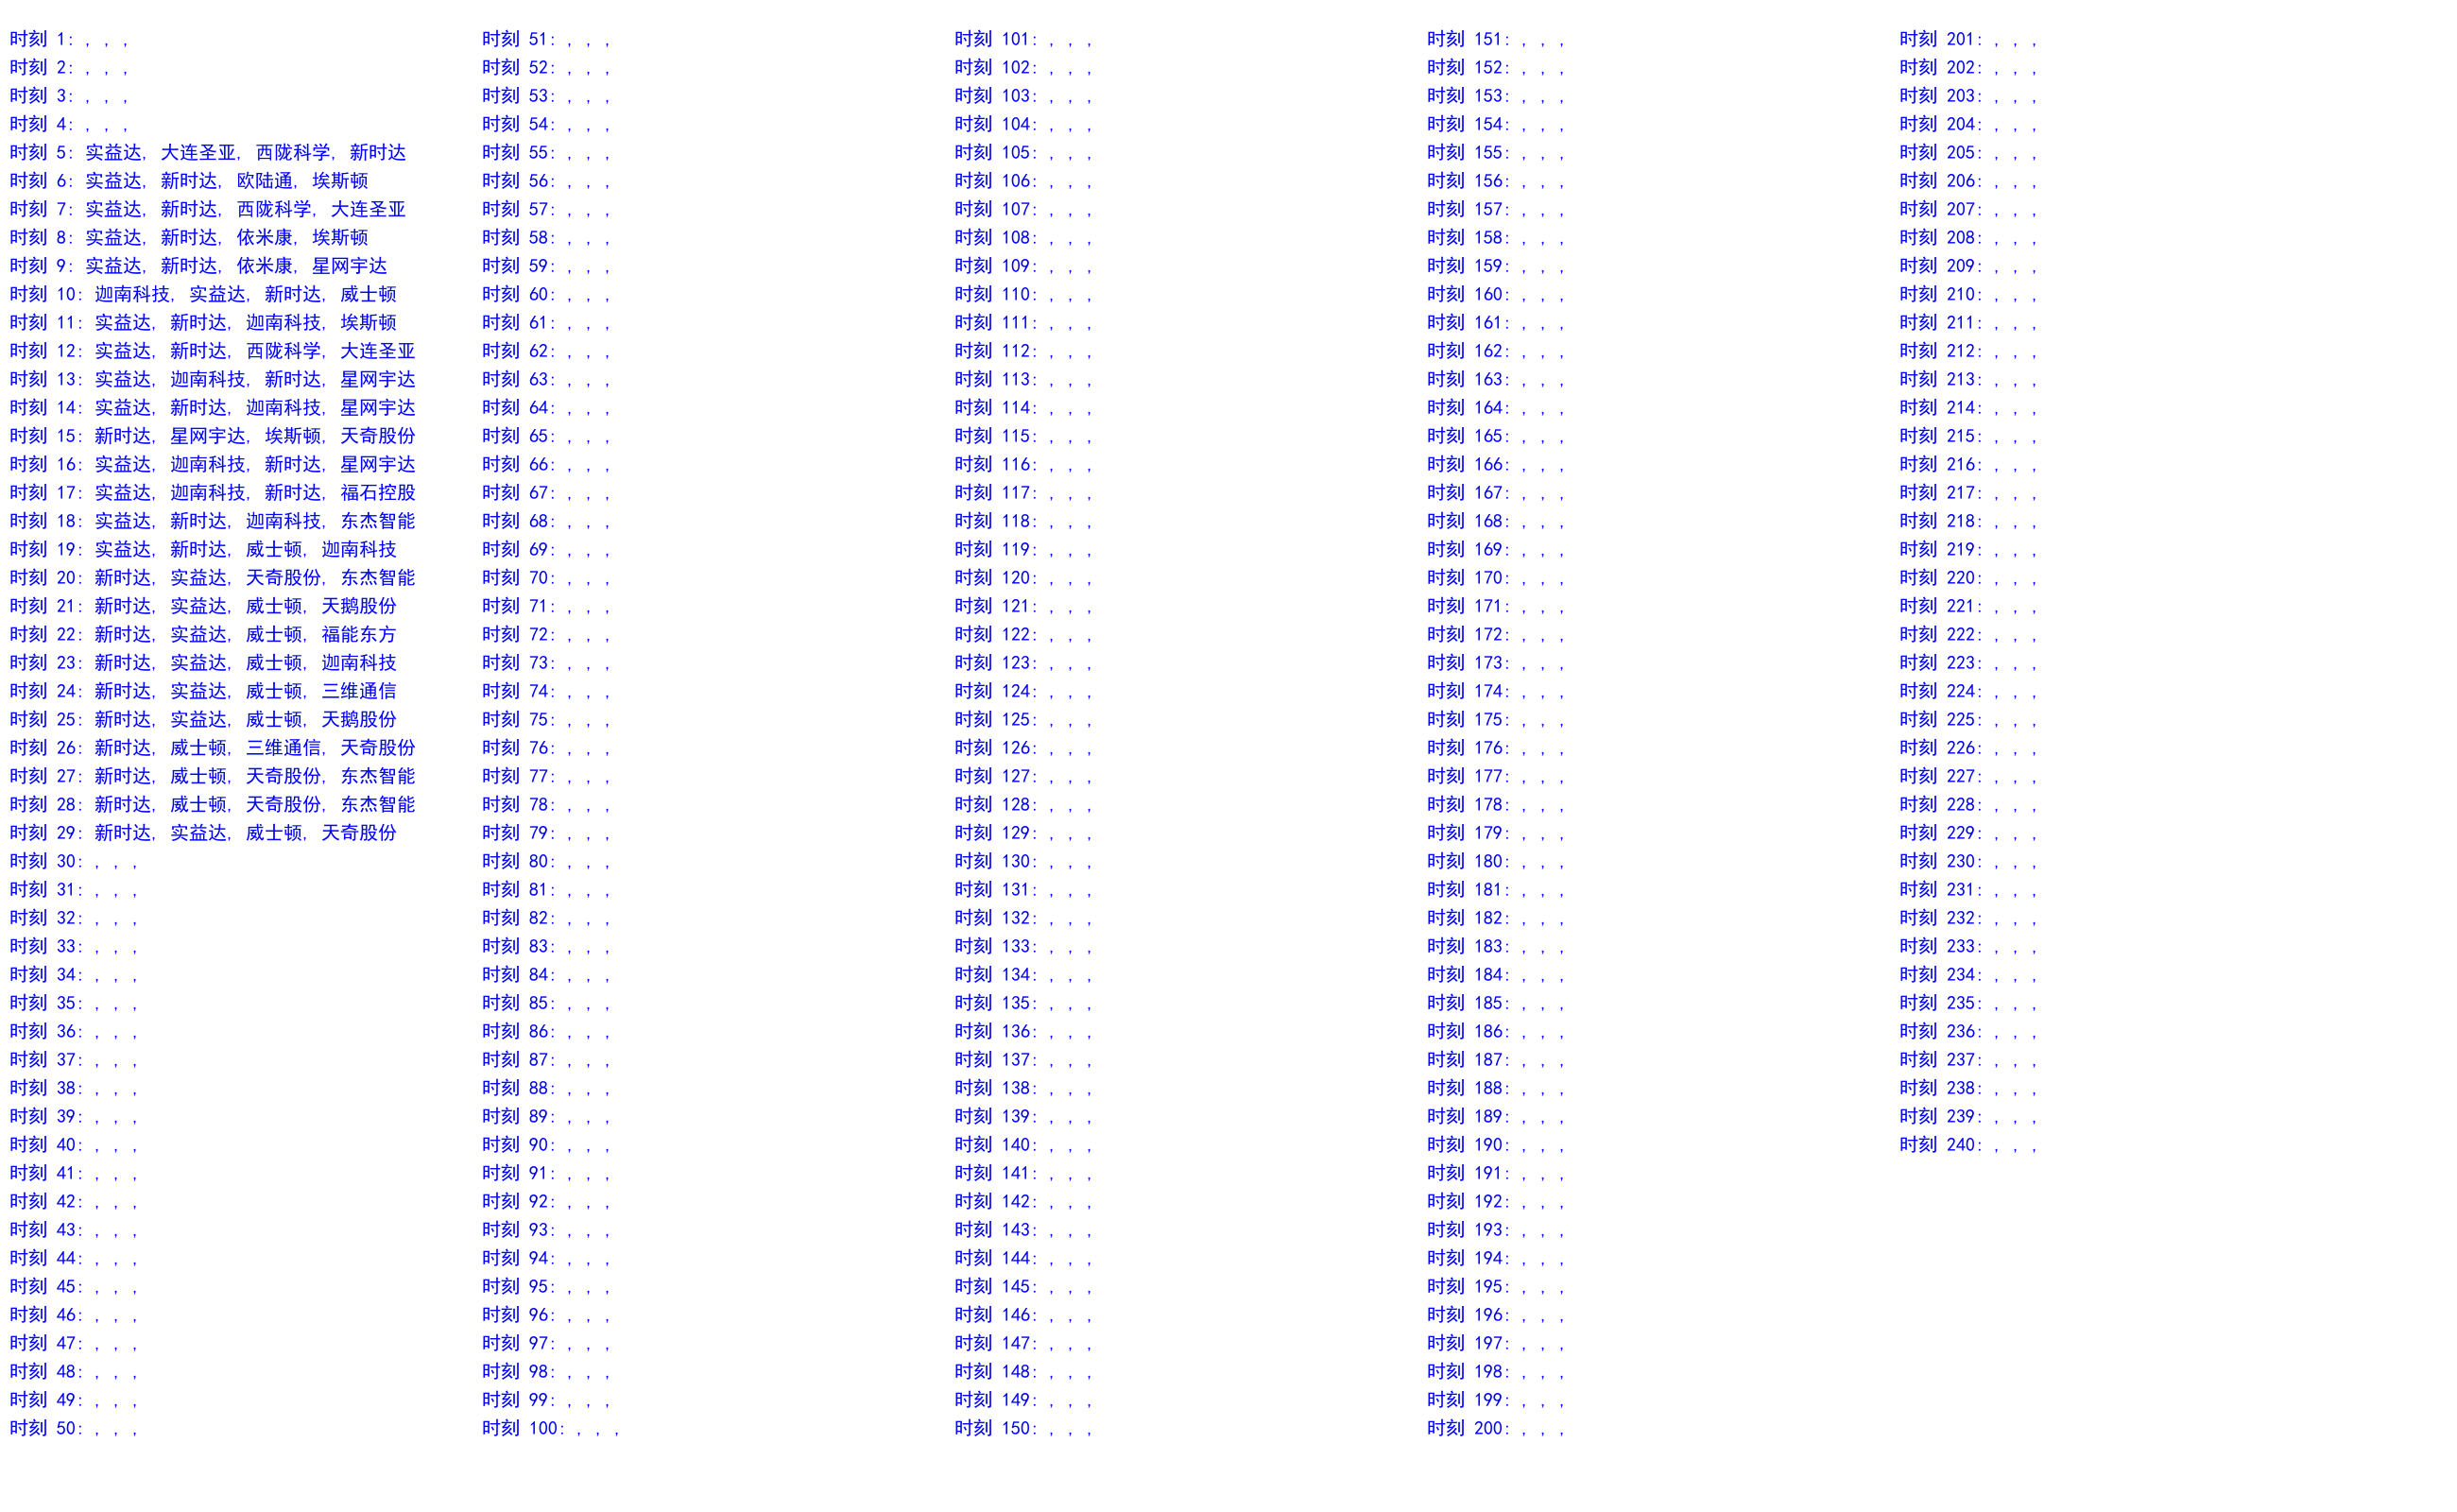 时刻 1: , , ,
时刻 2: , , ,
时刻 3: , , ,
时刻 4: , , ,
时刻 5: 实益达, 大连圣亚, 西陇科学, 新时达
时刻 6: 实益达, 新时达, 欧陆通, 埃斯顿
时刻 7: 实益达, 新时达, 西陇科学, 大连圣亚
时刻 8: 实益达, 新时达, 依米康, 埃斯顿
时刻 9: 实益达, 新时达, 依米康, 星网宇达
时刻 10: 迦南科技, 实益达, 新时达, 威士顿
时刻 11: 实益达, 新时达, 迦南科技, 埃斯顿
时刻 12: 实益达, 新时达, 西陇科学, 大连圣亚
时刻 13: 实益达, 迦南科技, 新时达, 星网宇达
时刻 14: 实益达, 新时达, 迦南科技, 星网宇达
时刻 15: 新时达, 星网宇达, 埃斯顿, 天奇股份
时刻 16: 实益达, 迦南科技, 新时达, 星网宇达
时刻 17: 实益达, 迦南科技, 新时达, 福石控股
时刻 18: 实益达, 新时达, 迦南科技, 东杰智能
时刻 19: 实益达, 新时达, 威士顿, 迦南科技
时刻 20: 新时达, 实益达, 天奇股份, 东杰智能
时刻 21: 新时达, 实益达, 威士顿, 天鹅股份
时刻 22: 新时达, 实益达, 威士顿, 福能东方
时刻 23: 新时达, 实益达, 威士顿, 迦南科技
时刻 24: 新时达, 实益达, 威士顿, 三维通信
时刻 25: 新时达, 实益达, 威士顿, 天鹅股份
时刻 26: 新时达, 威士顿, 三维通信, 天奇股份
时刻 27: 新时达, 威士顿, 天奇股份, 东杰智能
时刻 28: 新时达, 威士顿, 天奇股份, 东杰智能
时刻 29: 新时达, 实益达, 威士顿, 天奇股份
时刻 30: , , ,
时刻 31: , , ,
时刻 32: , , ,
时刻 33: , , ,
时刻 34: , , ,
时刻 35: , , ,
时刻 36: , , ,
时刻 37: , , ,
时刻 38: , , ,
时刻 39: , , ,
时刻 40: , , ,
时刻 41: , , ,
时刻 42: , , ,
时刻 43: , , ,
时刻 44: , , ,
时刻 45: , , ,
时刻 46: , , ,
时刻 47: , , ,
时刻 48: , , ,
时刻 49: , , ,
时刻 50: , , ,
时刻 51: , , ,
时刻 52: , , ,
时刻 53: , , ,
时刻 54: , , ,
时刻 55: , , ,
时刻 56: , , ,
时刻 57: , , ,
时刻 58: , , ,
时刻 59: , , ,
时刻 60: , , ,
时刻 61: , , ,
时刻 62: , , ,
时刻 63: , , ,
时刻 64: , , ,
时刻 65: , , ,
时刻 66: , , ,
时刻 67: , , ,
时刻 68: , , ,
时刻 69: , , ,
时刻 70: , , ,
时刻 71: , , ,
时刻 72: , , ,
时刻 73: , , ,
时刻 74: , , ,
时刻 75: , , ,
时刻 76: , , ,
时刻 77: , , ,
时刻 78: , , ,
时刻 79: , , ,
时刻 80: , , ,
时刻 81: , , ,
时刻 82: , , ,
时刻 83: , , ,
时刻 84: , , ,
时刻 85: , , ,
时刻 86: , , ,
时刻 87: , , ,
时刻 88: , , ,
时刻 89: , , ,
时刻 90: , , ,
时刻 91: , , ,
时刻 92: , , ,
时刻 93: , , ,
时刻 94: , , ,
时刻 95: , , ,
时刻 96: , , ,
时刻 97: , , ,
时刻 98: , , ,
时刻 99: , , ,
时刻 100: , , ,
时刻 101: , , ,
时刻 102: , , ,
时刻 103: , , ,
时刻 104: , , ,
时刻 105: , , ,
时刻 106: , , ,
时刻 107: , , ,
时刻 108: , , ,
时刻 109: , , ,
时刻 110: , , ,
时刻 111: , , ,
时刻 112: , , ,
时刻 113: , , ,
时刻 114: , , ,
时刻 115: , , ,
时刻 116: , , ,
时刻 117: , , ,
时刻 118: , , ,
时刻 119: , , ,
时刻 120: , , ,
时刻 121: , , ,
时刻 122: , , ,
时刻 123: , , ,
时刻 124: , , ,
时刻 125: , , ,
时刻 126: , , ,
时刻 127: , , ,
时刻 128: , , ,
时刻 129: , , ,
时刻 130: , , ,
时刻 131: , , ,
时刻 132: , , ,
时刻 133: , , ,
时刻 134: , , ,
时刻 135: , , ,
时刻 136: , , ,
时刻 137: , , ,
时刻 138: , , ,
时刻 139: , , ,
时刻 140: , , ,
时刻 141: , , ,
时刻 142: , , ,
时刻 143: , , ,
时刻 144: , , ,
时刻 145: , , ,
时刻 146: , , ,
时刻 147: , , ,
时刻 148: , , ,
时刻 149: , , ,
时刻 150: , , ,
时刻 151: , , ,
时刻 152: , , ,
时刻 153: , , ,
时刻 154: , , ,
时刻 155: , , ,
时刻 156: , , ,
时刻 157: , , ,
时刻 158: , , ,
时刻 159: , , ,
时刻 160: , , ,
时刻 161: , , ,
时刻 162: , , ,
时刻 163: , , ,
时刻 164: , , ,
时刻 165: , , ,
时刻 166: , , ,
时刻 167: , , ,
时刻 168: , , ,
时刻 169: , , ,
时刻 170: , , ,
时刻 171: , , ,
时刻 172: , , ,
时刻 173: , , ,
时刻 174: , , ,
时刻 175: , , ,
时刻 176: , , ,
时刻 177: , , ,
时刻 178: , , ,
时刻 179: , , ,
时刻 180: , , ,
时刻 181: , , ,
时刻 182: , , ,
时刻 183: , , ,
时刻 184: , , ,
时刻 185: , , ,
时刻 186: , , ,
时刻 187: , , ,
时刻 188: , , ,
时刻 189: , , ,
时刻 190: , , ,
时刻 191: , , ,
时刻 192: , , ,
时刻 193: , , ,
时刻 194: , , ,
时刻 195: , , ,
时刻 196: , , ,
时刻 197: , , ,
时刻 198: , , ,
时刻 199: , , ,
时刻 200: , , ,
时刻 201: , , ,
时刻 202: , , ,
时刻 203: , , ,
时刻 204: , , ,
时刻 205: , , ,
时刻 206: , , ,
时刻 207: , , ,
时刻 208: , , ,
时刻 209: , , ,
时刻 210: , , ,
时刻 211: , , ,
时刻 212: , , ,
时刻 213: , , ,
时刻 214: , , ,
时刻 215: , , ,
时刻 216: , , ,
时刻 217: , , ,
时刻 218: , , ,
时刻 219: , , ,
时刻 220: , , ,
时刻 221: , , ,
时刻 222: , , ,
时刻 223: , , ,
时刻 224: , , ,
时刻 225: , , ,
时刻 226: , , ,
时刻 227: , , ,
时刻 228: , , ,
时刻 229: , , ,
时刻 230: , , ,
时刻 231: , , ,
时刻 232: , , ,
时刻 233: , , ,
时刻 234: , , ,
时刻 235: , , ,
时刻 236: , , ,
时刻 237: , , ,
时刻 238: , , ,
时刻 239: , , ,
时刻 240: , , ,